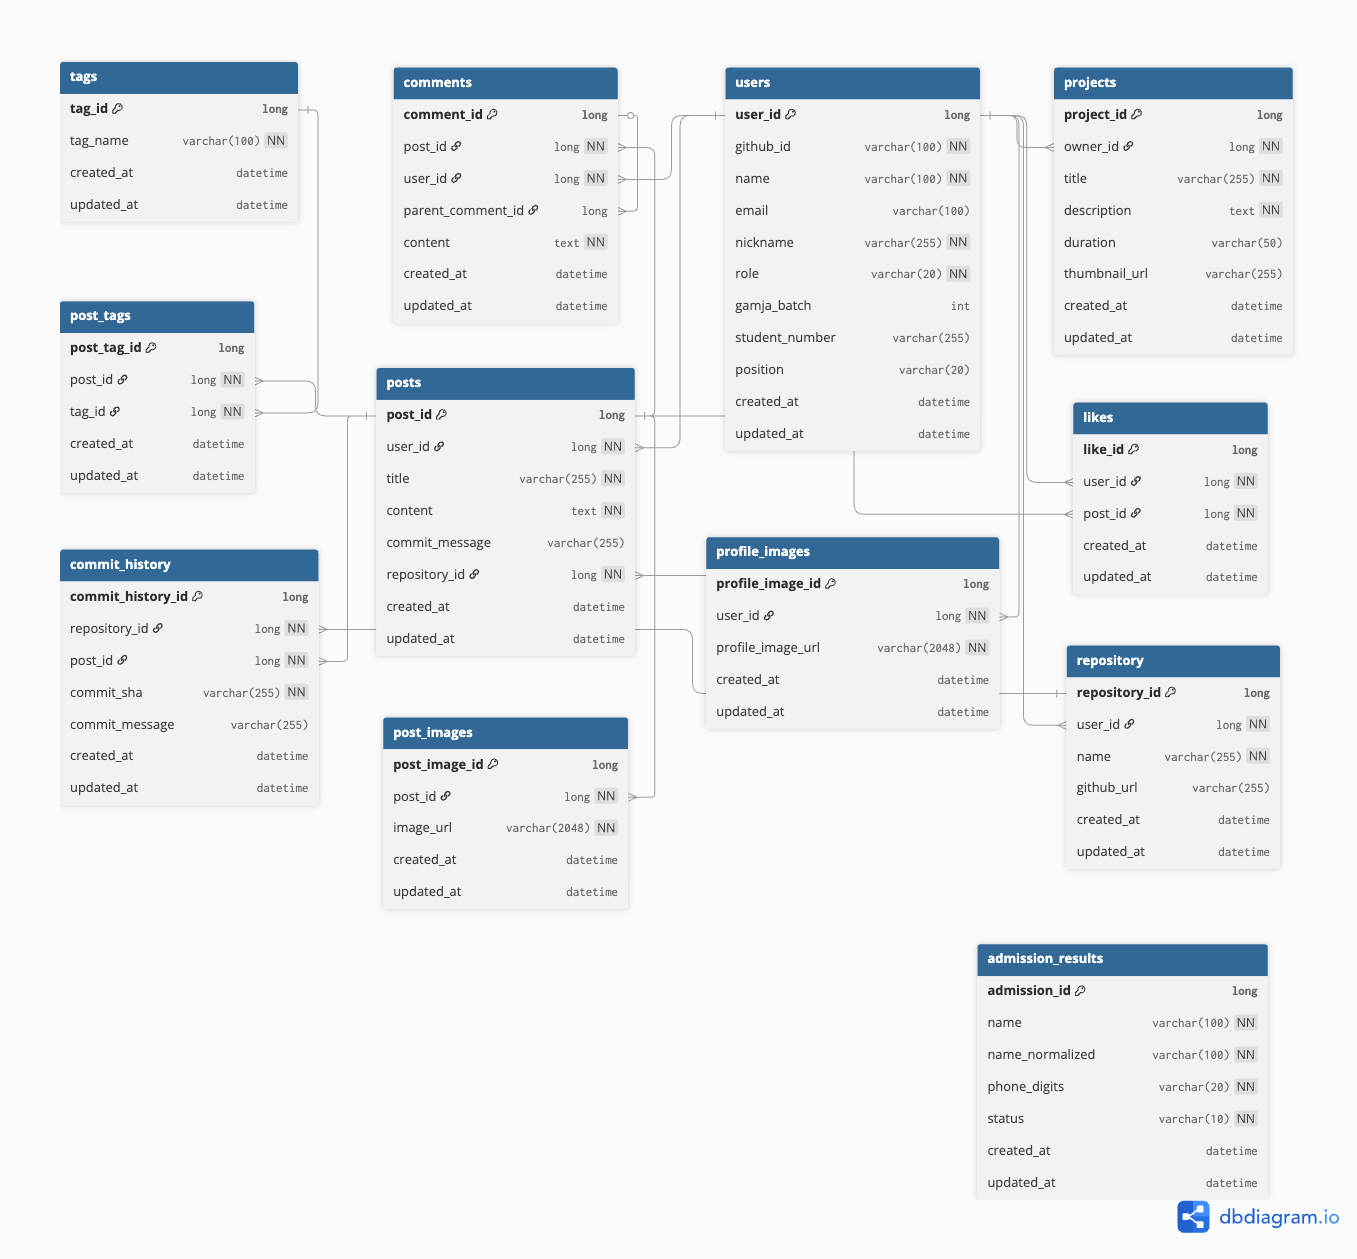 tags
tag_id long
tag_name varchar(100) NN
created_at datetime
updated_at datetime
comments
comment_id long
post_id long NN
user_id long NN
parent_comment_id long
content text NN
created_at datetime
updated_at datetime
users
user_id long
github_id varchar(100) NN
name varchar(100) NN
email varchar(100)
nickname varchar(255) NN
role varchar(20) NN
gamja_batch int
student_number varchar(255)
position varchar(20)
created_at datetime
updated_at datetime
projects
project_id long
owner_id long NN
title varchar(255) NN
description text NN
duration varchar(50)
thumbnail_url varchar(255)
created_at datetime
updated_at datetime
post_tags
post_tag_id long
post_id long NN
tag_id long NN
created_at datetime
updated_at datetime
posts
post_id long
user_id long NN
title varchar(255) NN
content text NN
commit_message varchar(255)
repository_id long NN
created_at datetime
updated_at datetime
likes
like_id long
user_id long NN
post_id long NN
created_at datetime
updated_at datetime
commit_history
commit_history_id long
repository_id long NN
post_id long NN
commit_sha varchar(255) NN
commit_message varchar(255)
created_at datetime
updated_at datetime
profile_images
profile_image_id long
user_id long NN
profile_image_url varchar(2048) NN
created_at datetime
updated_at datetime
repository
repository_id long
user_id long NN
name varchar(255) NN
github_url varchar(255)
created_at datetime
updated_at datetime
post_images
post_image_id long
post_id long NN
image_url varchar(2048) NN
created_at datetime
updated_at datetime
admission_results
admission_id long
name varchar(100) NN
name_normalized varchar(100) NN
phone_digits varchar(20) NN
status varchar(10) NN
created_at datetime
updated_at datetime
dbdiagram.io